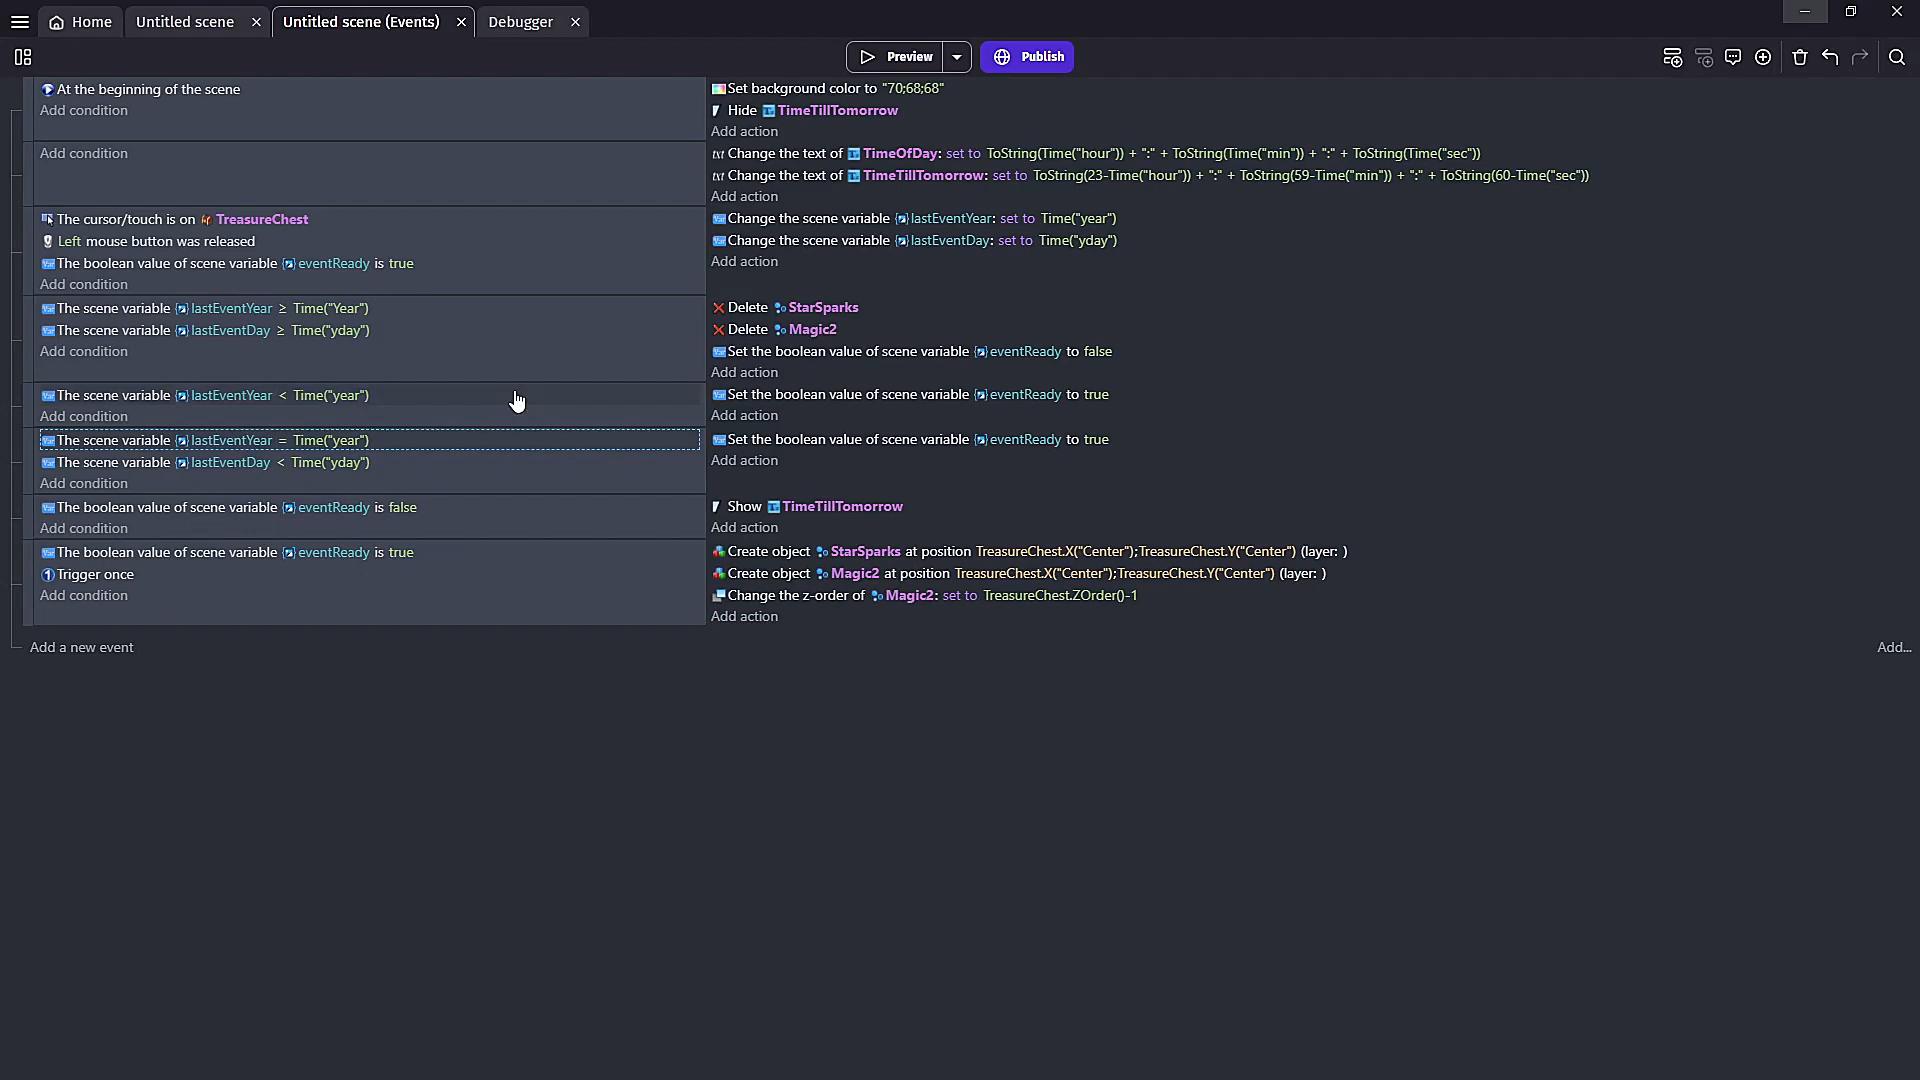 Home
Untitled scene
Untitled scene (Events)
Debugger
Preview
Publish
At the beginning of the scene
Add condition
Set background color to "70;68;68"
Hide TimeTillTomorrow
Add action
Add condition
Change the text of TimeOfDay: set to ToString(Time("hour")) + ":" + ToString(Time("min")) + ":" + ToString(Time("sec"))
Change the text of TimeTillTomorrow: set to ToString(23-Time("hour")) + ":" + ToString(59-Time("min")) + ":" + ToString(60-Time("sec"))
Add action
The cursor/touch is on TreasureChest
Left mouse button was released
The boolean value of scene variable eventReady is true
Add condition
Change the scene variable lastEventYear: set to Time("year")
Change the scene variable lastEventDay: set to Time("yday")
Add action
The scene variable lastEventYear ≥ Time("Year")
The scene variable lastEventDay ≥ Time("yday")
Add condition
Delete StarSparks
Delete Magic2
Set the boolean value of scene variable eventReady to false
Add action
The scene variable lastEventYear < Time("year")
Add condition
Set the boolean value of scene variable eventReady to true
Add action
The scene variable lastEventYear = Time("year")
The scene variable lastEventDay < Time("yday")
Add condition
Set the boolean value of scene variable eventReady to true
Add action
The boolean value of scene variable eventReady is false
Add condition
Show TimeTillTomorrow
Add action
The boolean value of scene variable eventReady is true
Trigger once
Add condition
Create object StarSparks at position TreasureChest.X("Center");TreasureChest.Y("Center") (layer: )
Create object Magic2 at position TreasureChest.X("Center");TreasureChest.Y("Center") (layer: )
Change the z-order of Magic2: set to TreasureChest.ZOrder()-1
Add action
Add a new event
Add...